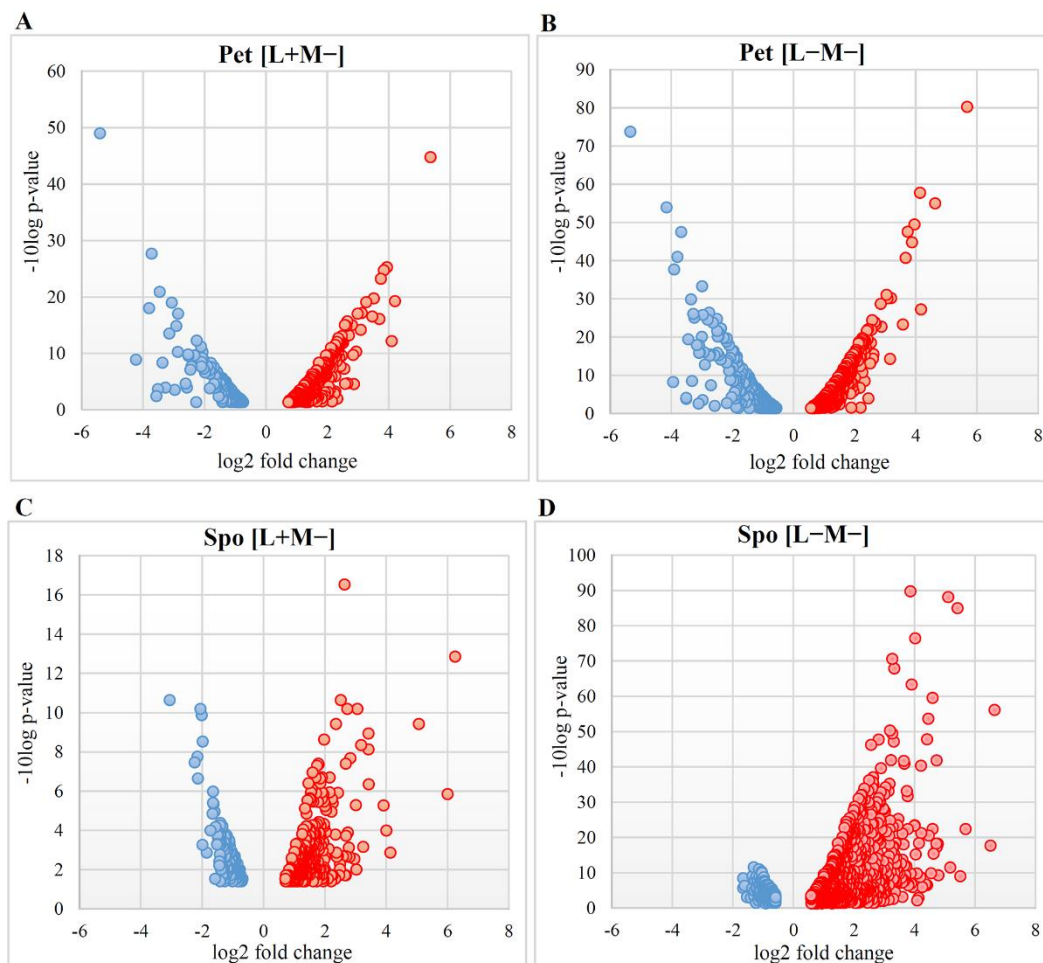 A
Pet [L+M−]
60
50
40
30
20
10
0
-10log p-value
-6 -4 -2 0 2 4 6 8
log2 fold change
B
Pet [L−M−]
90
80
70
60
50
40
30
20
10
0
-10log p-value
-6 -4 -2 0 2 4 6 8
log2 fold change
C
Spo [L+M−]
18
16
14
12
10
8
6
4
2
0
-10log p-value
-6 -4 -2 0 2 4 6 8
log2 fold change
D
Spo [L−M−]
100
90
80
70
60
50
40
30
20
10
0
-10log p-value
-6 -4 -2 0 2 4 6 8
log2 fold change